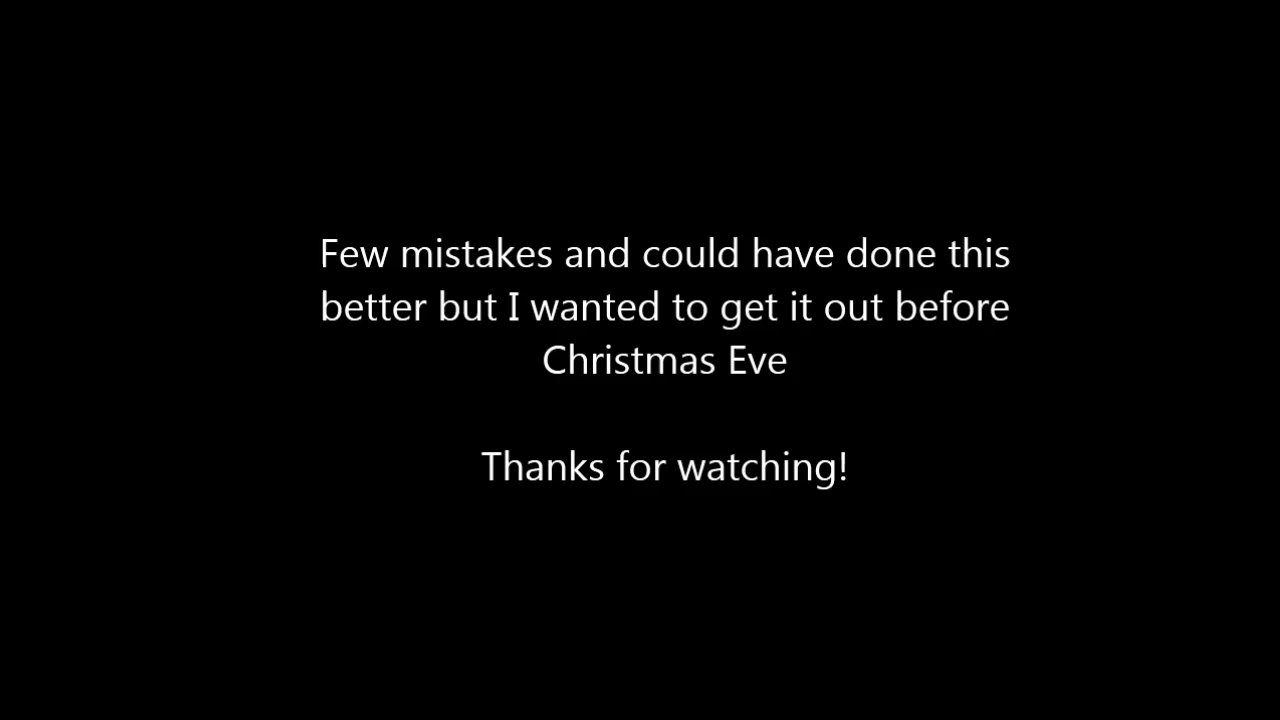 Few mistakes and could have done this
better but I wanted to get it out before
Christmas Eve
Thanks for watching!